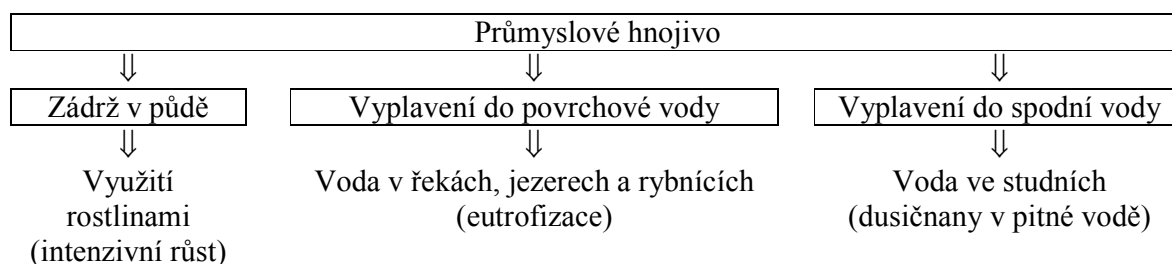 Průmyslové hnojivo
⇓ ⇓ ⇓
Zádrž v půdě Vyplavení do povrchové vody Vyplavení do spodní vody
⇓ ⇓ ⇓
Využití Voda v řekách, jezerech a rybnících Voda ve studních
rostlinami (eutrofizace) (dusičnany v pitné vodě)
(intenzivní růst)